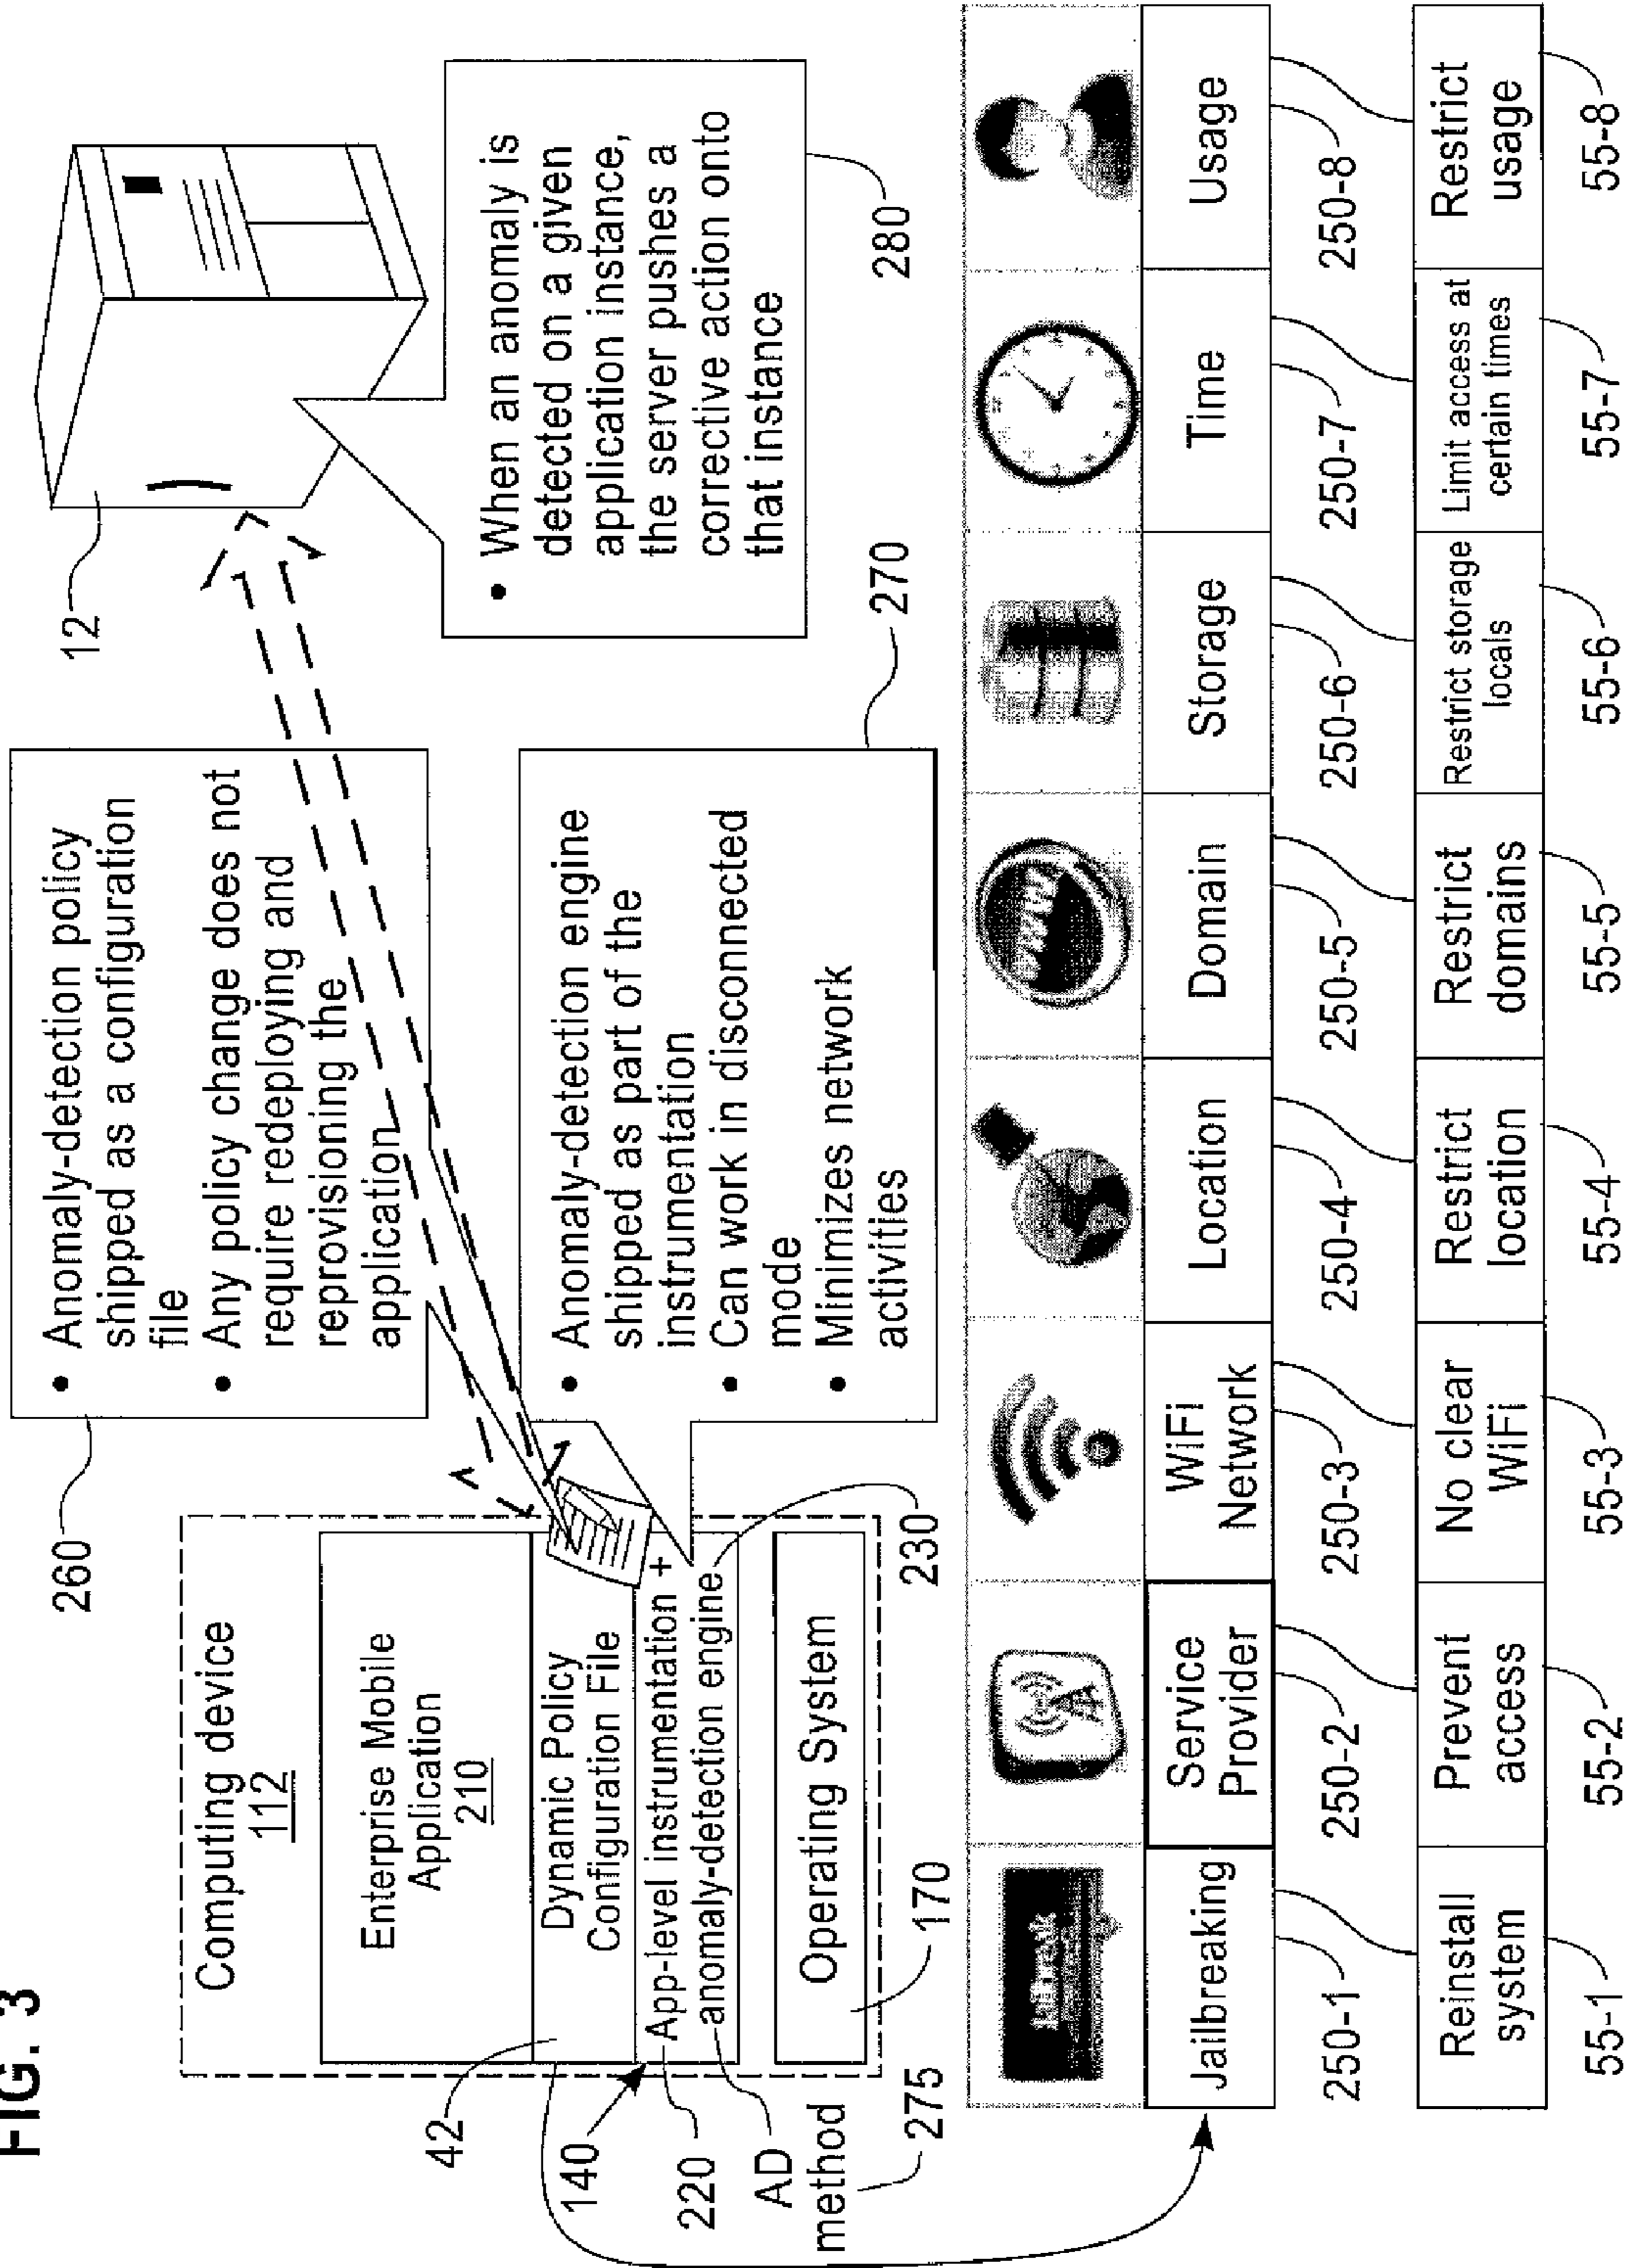 FIG. 3
Computing device
112
Enterprise Mobile
Application
210
Dynamic Policy
Configuration File
App-level instrumentation +
anomaly-detection engine
Operating System
42
140
220
AD
method
275
170
230
260
• Anomaly-detection policy
shipped as a configuration
file
• Any policy change does not
require redeploying and
reprovisioning the
application
• Anomaly-detection engine
shipped as part of the
instrumentation
• Can work in disconnected
mode
• Minimizes network
activities
270
12
• When an anomaly is
detected on a given
application instance,
the server pushes a
corrective action onto
that instance
280
WWW
Jailbreaking
Service
Provider
WiFi
Network
Location
Domain
Storage
Time
Usage
250-1
250-2
250-3
250-4
250-5
250-6
250-7
250-8
Reinstall
system
Prevent
access
No clear
WiFi
Restrict
location
Restrict
domains
Restrict storage
locals
Limit access at
certain times
Restrict
usage
55-1
55-2
55-3
55-4
55-5
55-6
55-7
55-8